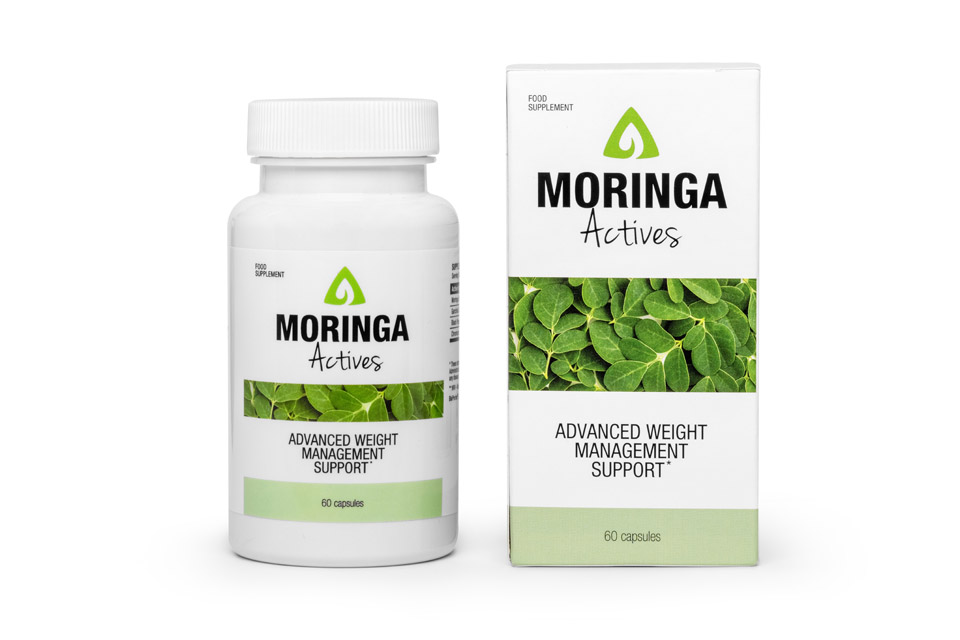 FOOD
SUPPLEMENT
MORINGA
Actives
ADVANCED WEIGHT
MANAGEMENT
SUPPORT*
60 capsules
FOOD
SUPPLEMENT
MORINGA
Actives
ADVANCED WEIGHT
MANAGEMENT
SUPPORT*
60 capsules